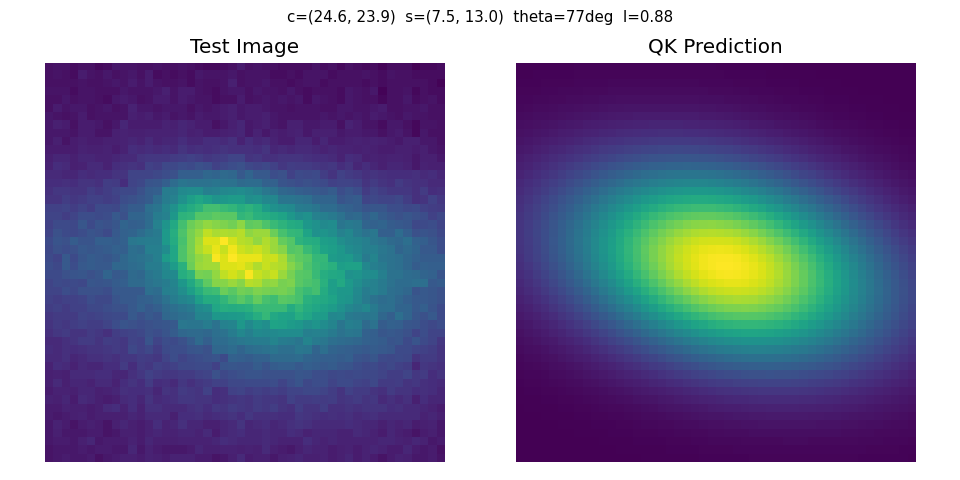 c=(24.6, 23.9)  s=(7.5, 13.0)  theta=77deg  I=0.88
Test Image
QK Prediction